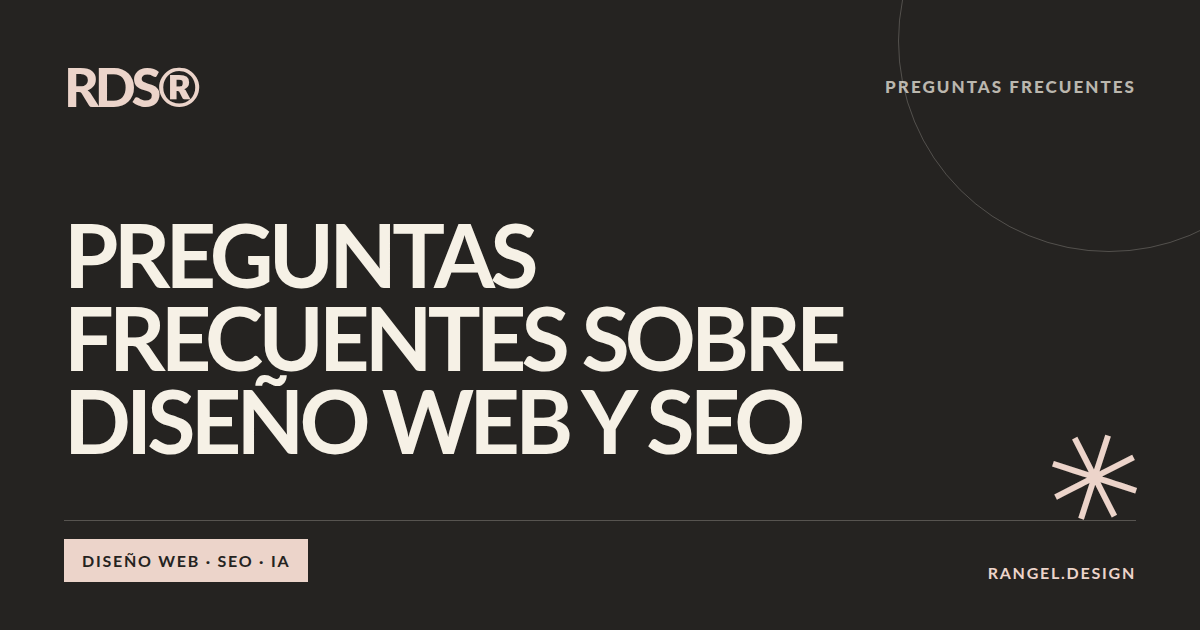 RDS®
PREGUNTAS FRECUENTES
PREGUNTAS
FRECUENTES SOBRE
DISEÑO WEB Y SEO
DISEÑO WEB · SEO · IA
RANGEL.DESIGN